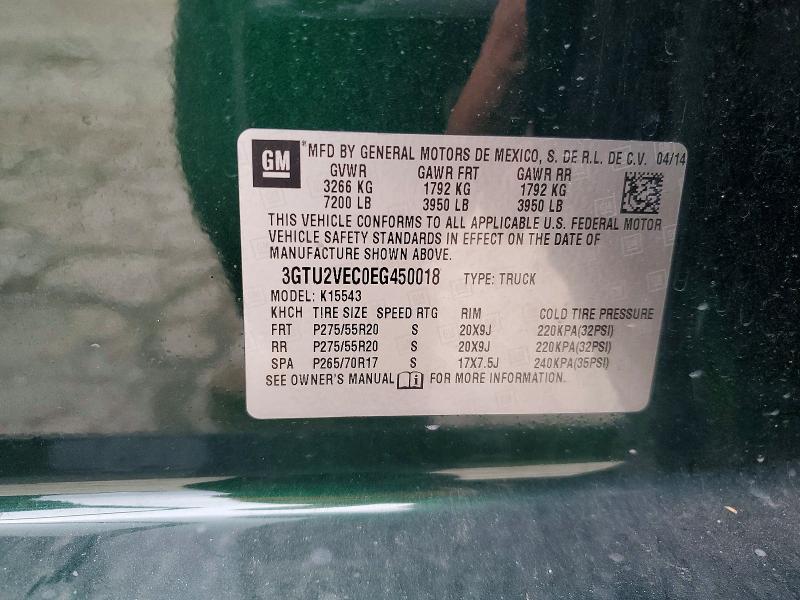 GM MFD BY GENERAL MOTORS DE MEXICO, S. DE R.L. DE C.V. 04/14
GVWR GAWR FRT GAWR RR
3266 KG 1792 KG 1792 KG
7200 LB 3950 LB 3950 LB
THIS VEHICLE CONFORMS TO ALL APPLICABLE U.S. FEDERAL MOTOR
VEHICLE SAFETY STANDARDS IN EFFECT ON THE DATE OF
MANUFACTURE SHOWN ABOVE.
3GTU2VEC0EG450018 TYPE: TRUCK
MODEL: K15543
KHCH TIRE SIZE SPEED RTG RIM COLD TIRE PRESSURE
FRT P275/55R20 S 20X9J 220KPA(32PSI)
RR P275/55R20 S 20X9J 220KPA(32PSI)
SPA P265/70R17 S 17X7.5J 240KPA(35PSI)
SEE OWNER'S MANUAL FOR MORE INFORMATION.